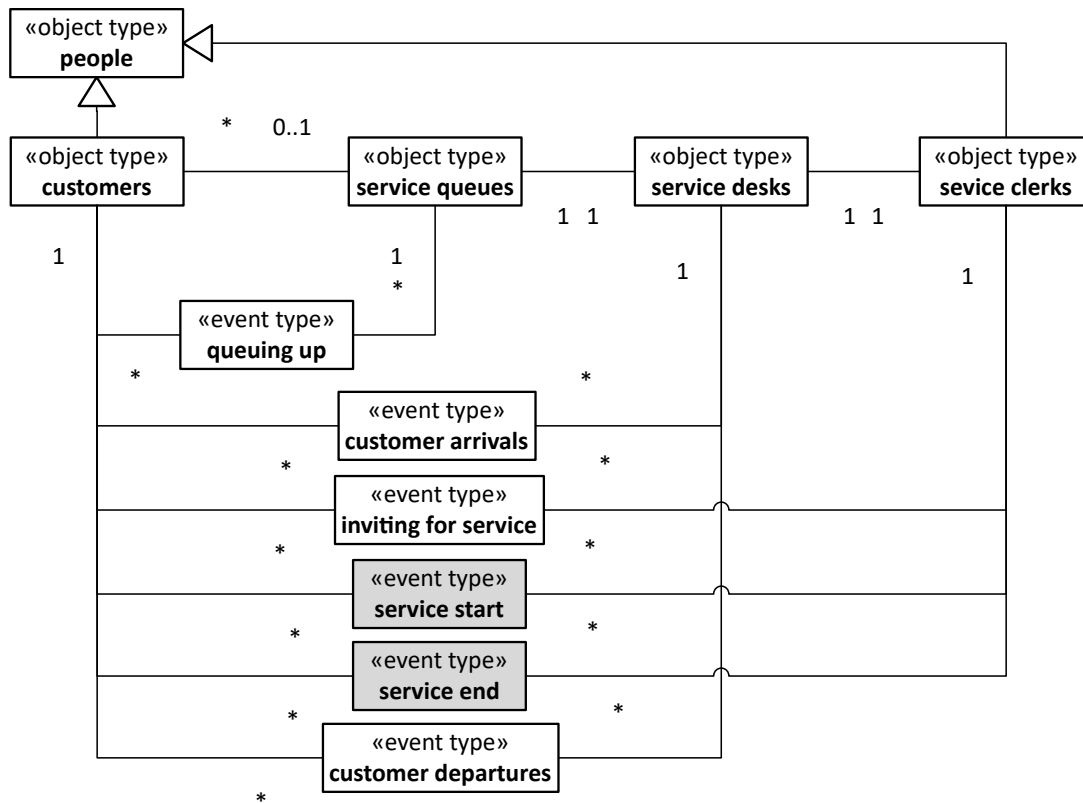 «object type»
people
* 0..1
«object type»
customers
«object type»
service queues
«object type»
service desks
«object type»
sevice clerks
1 1
1 1
1
1
1
1
*
«event type»
queuing up
*
*
«event type»
customer arrivals
*
*
«event type»
inviting for service
*
*
«event type»
service start
*
*
«event type»
service end
*
*
«event type»
customer departures
*